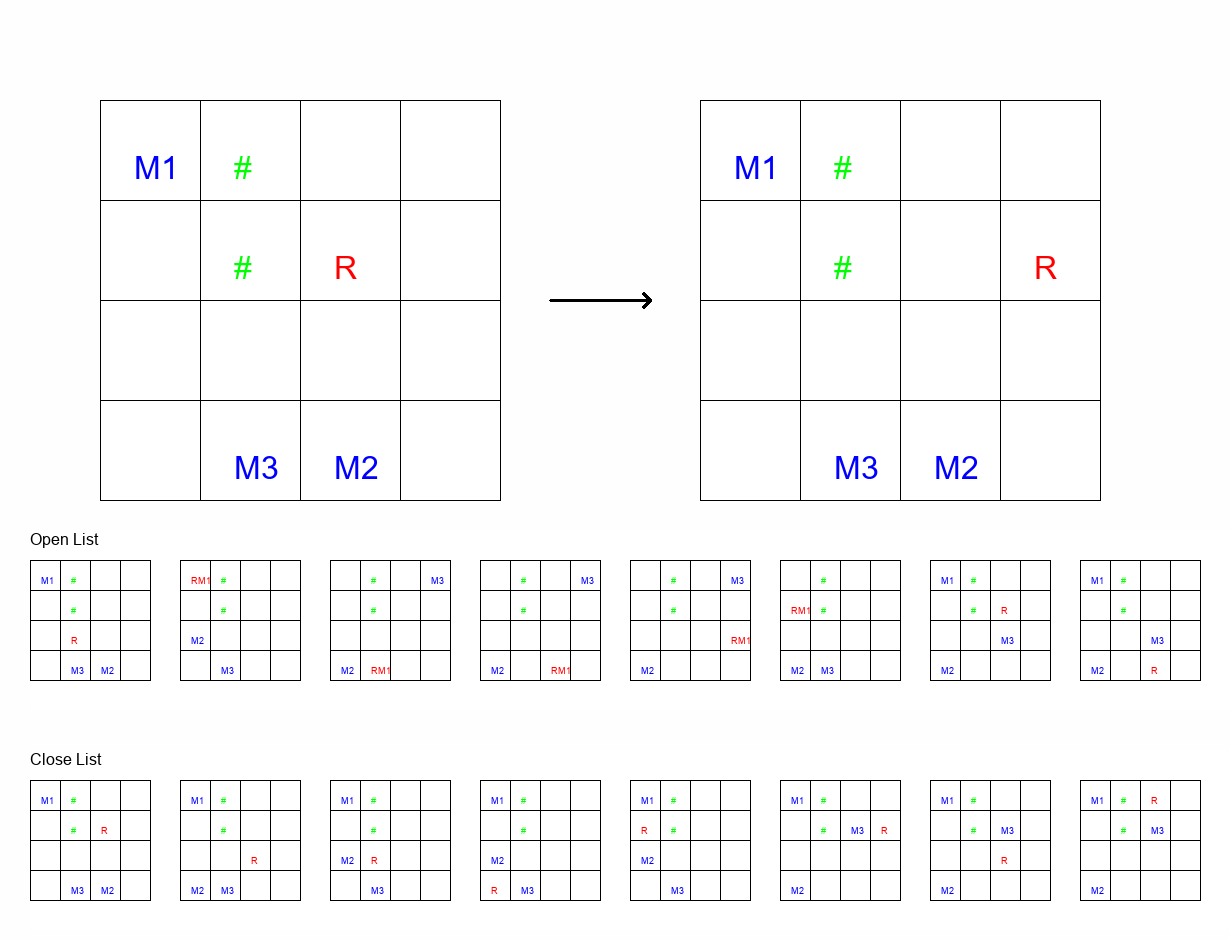 M1 # M1 #
# R # R
M3 M2 M3 M2
Open List
M1 # RM1 # # M3 # M3 # M3 # M1 # M1 #
# # # # # RM1 # # R #
R M2 RM1 M3 M3
M3 M2 M3 M2 RM1 M2 RM1 M2 M2 M3 M2 M2 R
Close List
M1 # M1 # M1 # M1 # M1 # M1 # M1 # M1 # R
# R # # # R # # M3 R # M3 # M3
R M2 R M2 M2 R
M3 M2 M2 M3 M3 R M3 M3 M2 M2 M2